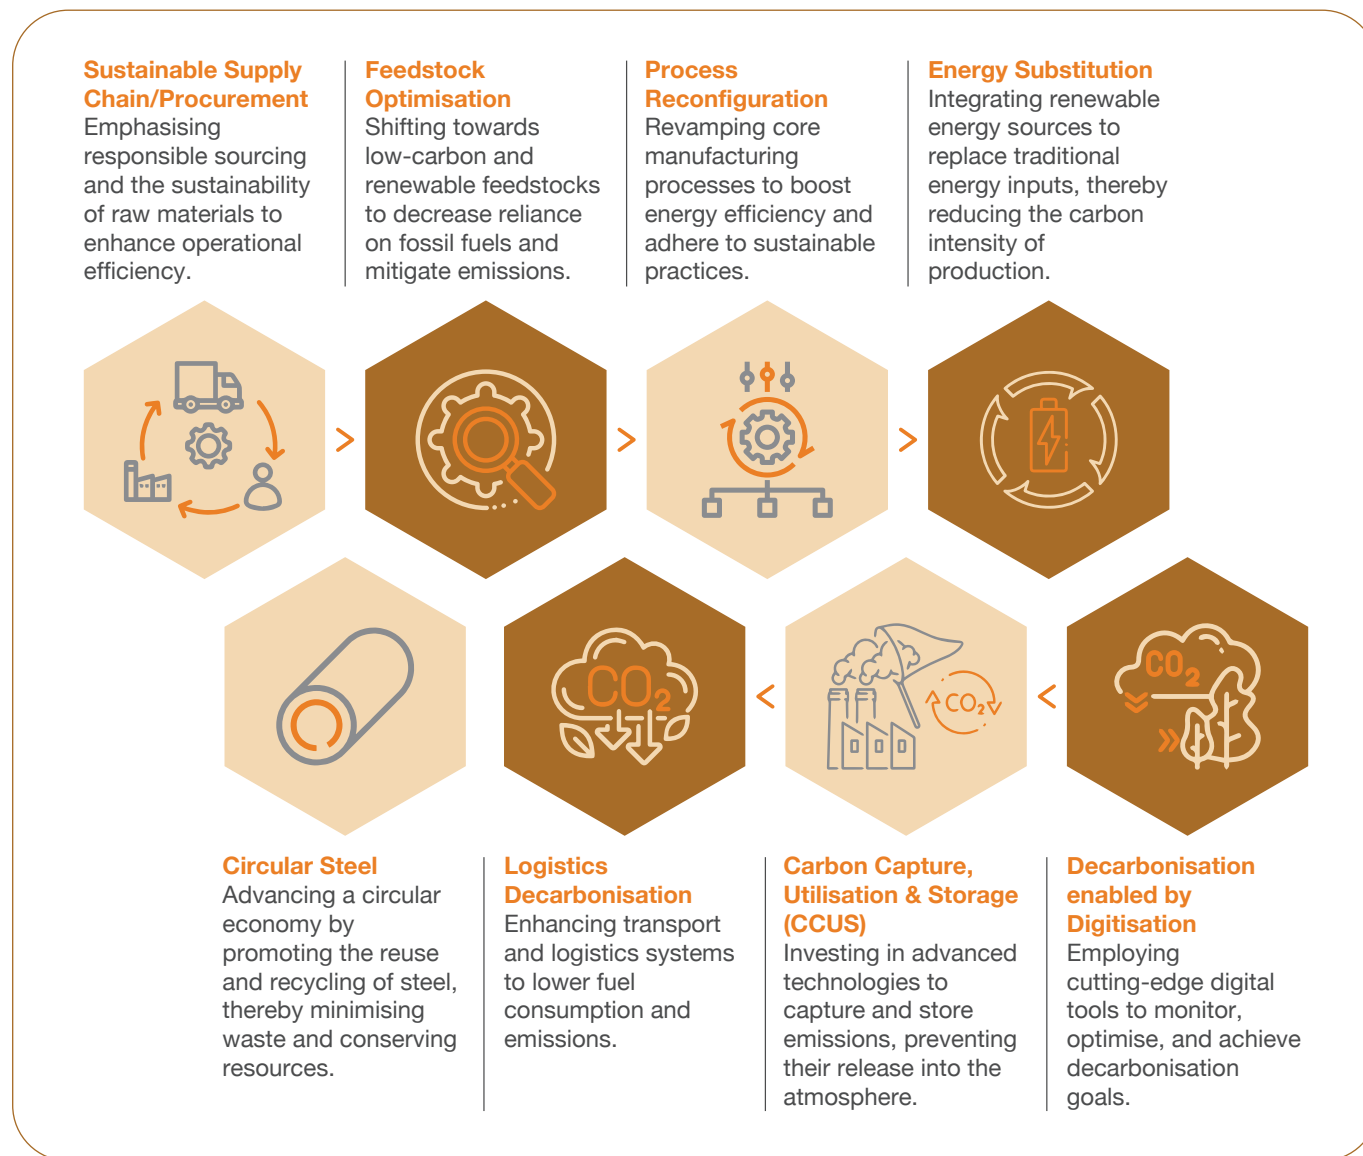 Sustainable Supply
Chain/Procurement
Emphasising
responsible sourcing
and the sustainability
of raw materials to
enhance operational
efficiency.
Feedstock
Optimisation
Shifting towards
low-carbon and
renewable feedstocks
to decrease reliance
on fossil fuels and
mitigate emissions.
Process
Reconfiguration
Revamping core
manufacturing
processes to boost
energy efficiency and
adhere to sustainable
practices.
Energy Substitution
Integrating renewable
energy sources to
replace traditional
energy inputs, thereby
reducing the carbon
intensity of
production.
CO₂
CO₂
CO₂
Circular Steel
Advancing a circular
economy by
promoting the reuse
and recycling of steel,
thereby minimising
waste and conserving
resources.
Logistics
Decarbonisation
Enhancing transport
and logistics systems
to lower fuel
consumption and
emissions.
Carbon Capture,
Utilisation & Storage
(CCUS)
Investing in advanced
technologies to
capture and store
emissions, preventing
their release into the
atmosphere.
Decarbonisation
enabled by
Digitisation
Employing
cutting-edge digital
tools to monitor,
optimise, and achieve
decarbonisation
goals.